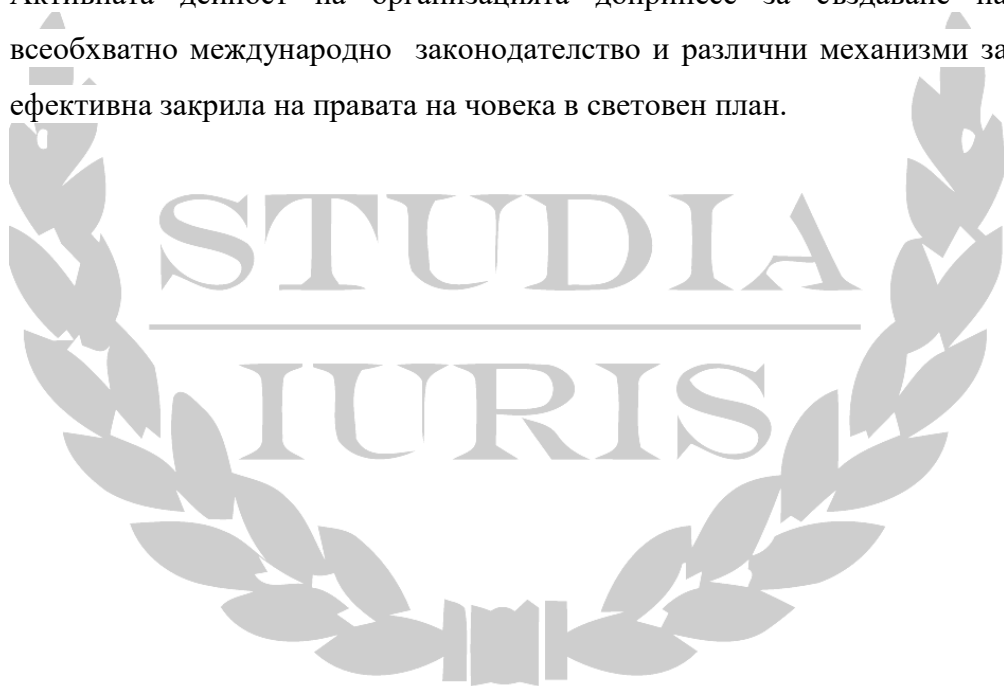 Активната дейност на организацията допринесе за създаване на
всеобхватно международно законодателство и различни механизми за
ефективна закрила на правата на човека в световен план.
STUDIA
IURIS